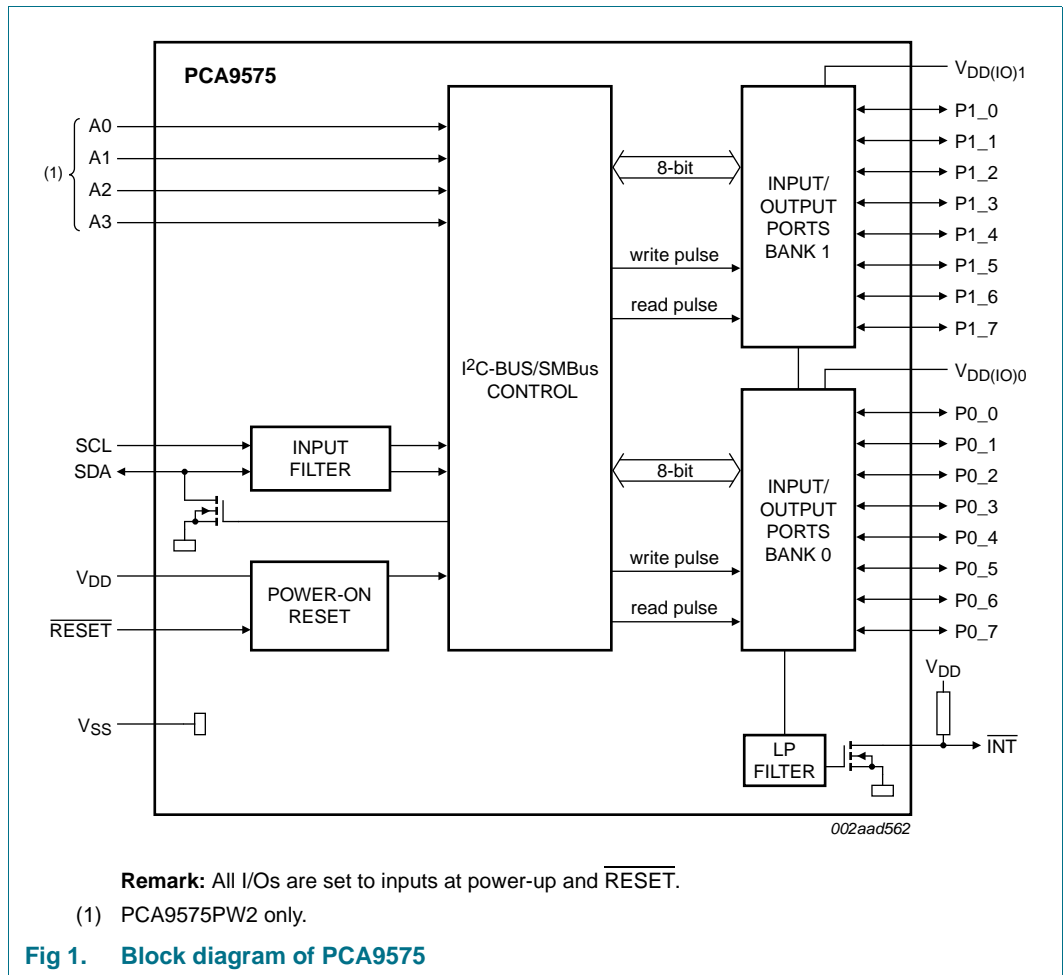 PCA9575
A0
A1
(1)
A2
A3
SCL
SDA
VDD
RESET
VSS
INPUT
FILTER
POWER-ON
RESET
I2C-BUS/SMBus
CONTROL
8-bit
write pulse
read pulse
8-bit
write pulse
read pulse
INPUT/
OUTPUT
PORTS
BANK 1
INPUT/
OUTPUT
PORTS
BANK 0
LP
FILTER
VDD(IO)1
P1_0
P1_1
P1_2
P1_3
P1_4
P1_5
P1_6
P1_7
VDD(IO)0
P0_0
P0_1
P0_2
P0_3
P0_4
P0_5
P0_6
P0_7
VDD
INT
002aad562
Remark: All I/Os are set to inputs at power-up and RESET.
(1) PCA9575PW2 only.
Fig 1. Block diagram of PCA9575